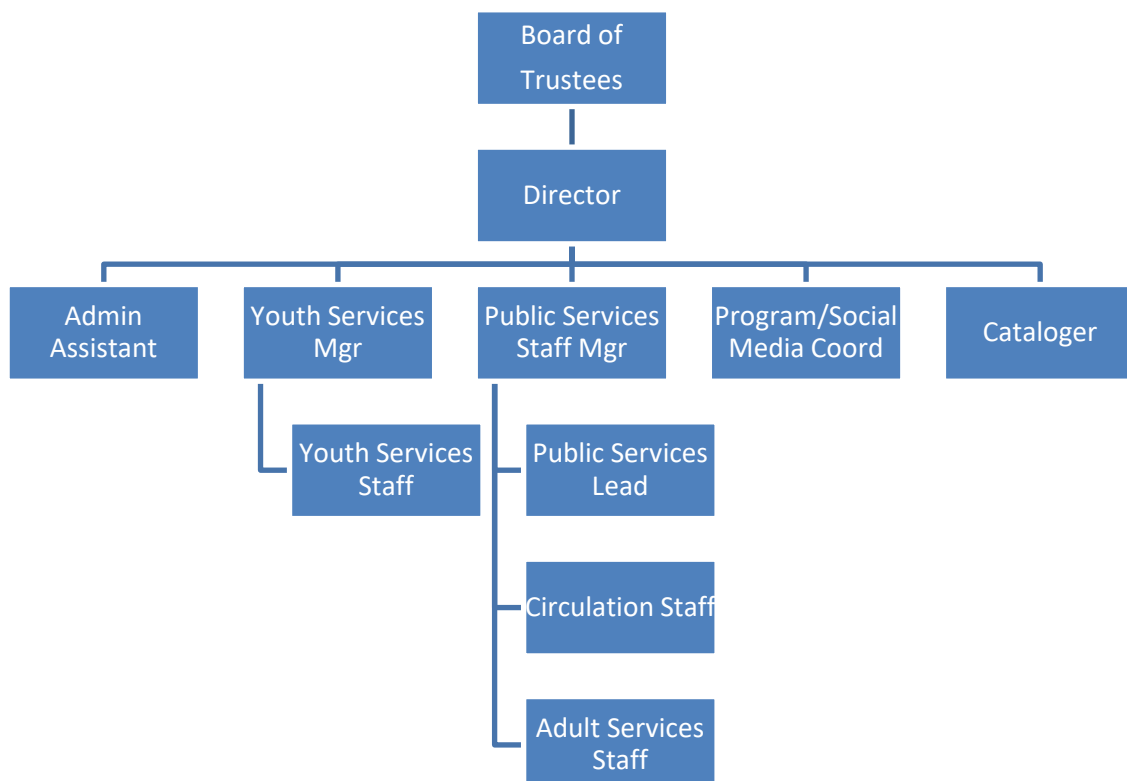 Board of
Trustees
Director
Admin
Assistant
Youth Services
Mgr
Public Services
Staff Mgr
Program/Social
Media Coord
Cataloger
Youth Services
Staff
Public Services
Lead
Circulation Staff
Adult Services
Staff